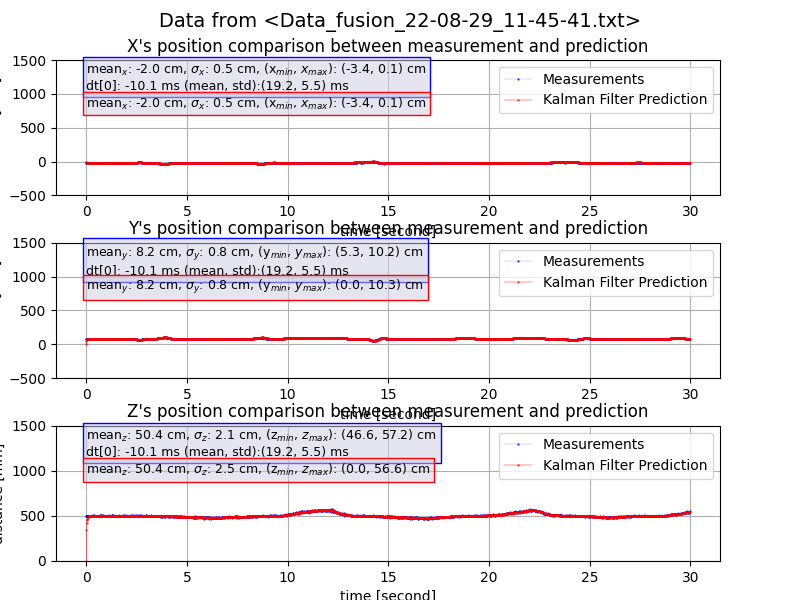 Data from <Data_fusion_22-08-29_11-45-41.txt>
X's position comparison between measurement and prediction
1500
1000
500
0
−500
mean_x: -2.0 cm, σ_x: 0.5 cm, (x_min, x_max): (-3.4, 0.1) cm
dt[0]: -10.1 ms (mean, std):(19.2, 5.5) ms
mean_x: -2.0 cm, σ_x: 0.5 cm, (x_min, x_max): (-3.4, 0.1) cm
Measurements
Kalman Filter Prediction
0 5 10 15 20 25 30
time [second]
Y's position comparison between measurement and prediction
1500
1000
500
0
−500
mean_y: 8.2 cm, σ_y: 0.8 cm, (y_min, y_max): (5.3, 10.2) cm
dt[0]: -10.1 ms (mean, std):(19.2, 5.5) ms
mean_y: 8.2 cm, σ_y: 0.8 cm, (y_min, y_max): (0.0, 10.3) cm
Measurements
Kalman Filter Prediction
0 5 10 15 20 25 30
time [second]
Z's position comparison between measurement and prediction
1500
1000
500
0
mean_z: 50.4 cm, σ_z: 2.1 cm, (z_min, z_max): (46.6, 57.2) cm
dt[0]: -10.1 ms (mean, std):(19.2, 5.5) ms
mean_z: 50.4 cm, σ_z: 2.5 cm, (z_min, z_max): (0.0, 56.6) cm
Measurements
Kalman Filter Prediction
0 5 10 15 20 25 30
time [second]